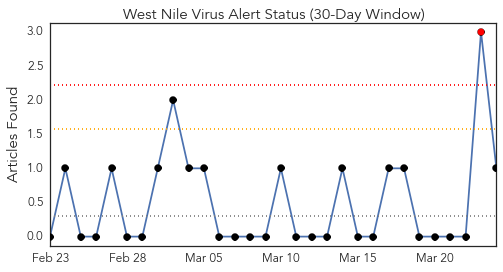 West Nile Virus Alert Status (30-Day Window)
Articles Found
3.0
2.5
2.0
1.5
1.0
0.5
0.0
Feb 23
Feb 28
Mar 05
Mar 10
Mar 15
Mar 20